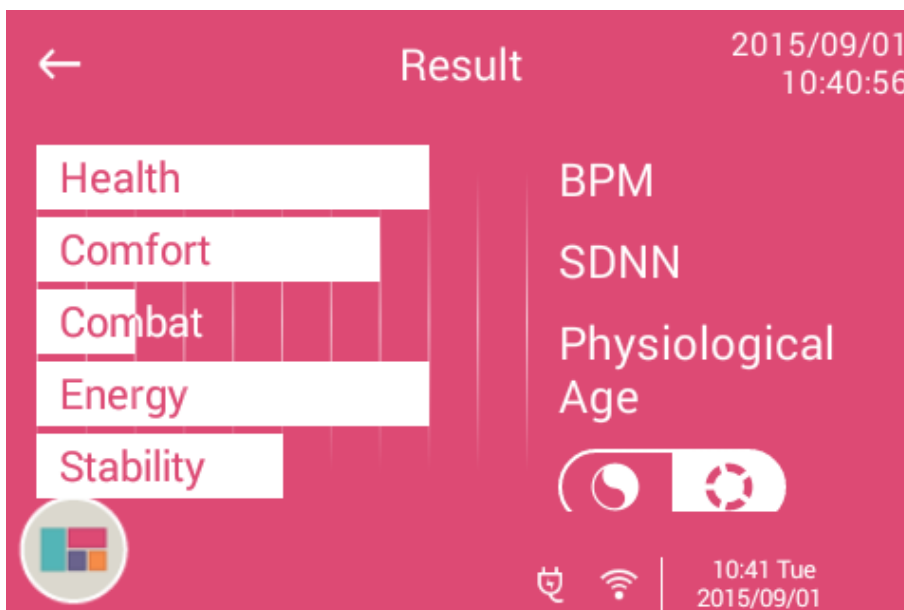 Result
2015/09/01
10:40:56
Health
Comfort
Combat
Energy
Stability
BPM
SDNN
Physiological
Age
10:41 Tue
2015/09/01